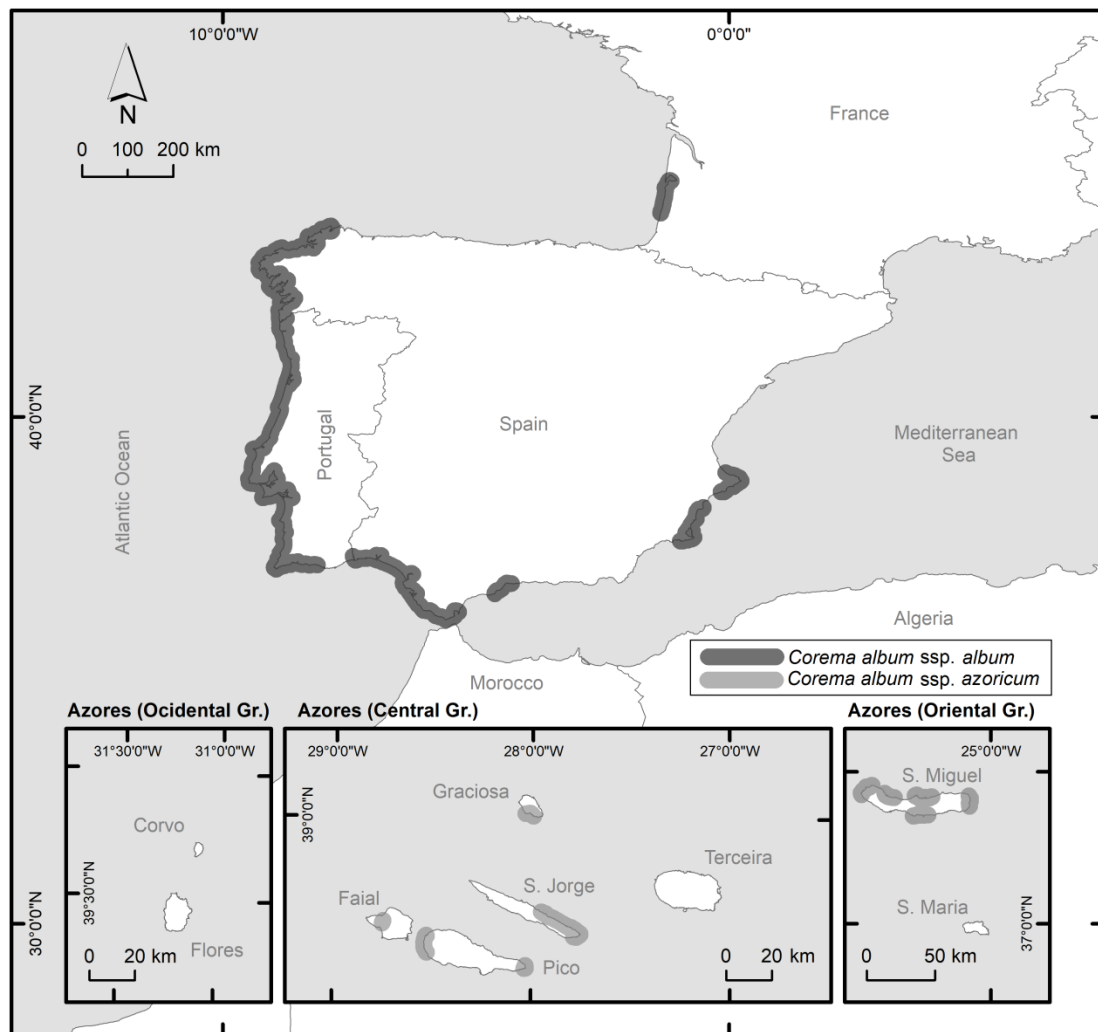 10°0'0"W
0°0'0"
N
0 100 200 km
France
40°0'0"N
Portugal
Spain
Atlantic Ocean
Mediterranean
Sea
Algeria
Morocco
Corema album ssp. album
Corema album ssp. azoricum
Azores (Ocidental Gr.)
31°30'0"W
31°0'0"W
Corvo
39°30'0"N
30°0'0"N
Flores
0 20 km
Azores (Central Gr.)
29°0'0"W
28°0'0"W
27°0'0"W
Graciosa
39°0'0"N
Terceira
S. Jorge
Faial
Pico
0 20 km
Azores (Oriental Gr.)
25°0'0"W
S. Miguel
S. Maria
37°0'0"N
0 50 km